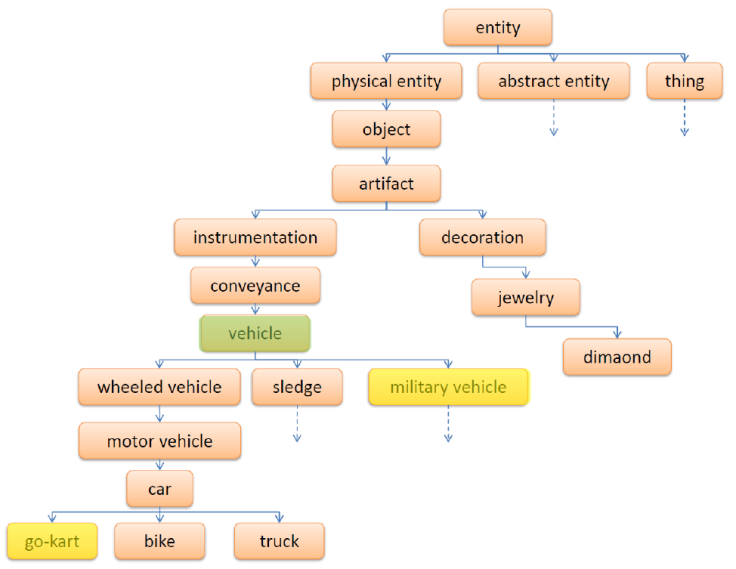 entity
physical entity
abstract entity
thing
object
artifact
instrumentation
decoration
conveyance
jewelry
vehicle
dimaond
wheeled vehicle
sledge
military vehicle
motor vehicle
car
go-kart
bike
truck